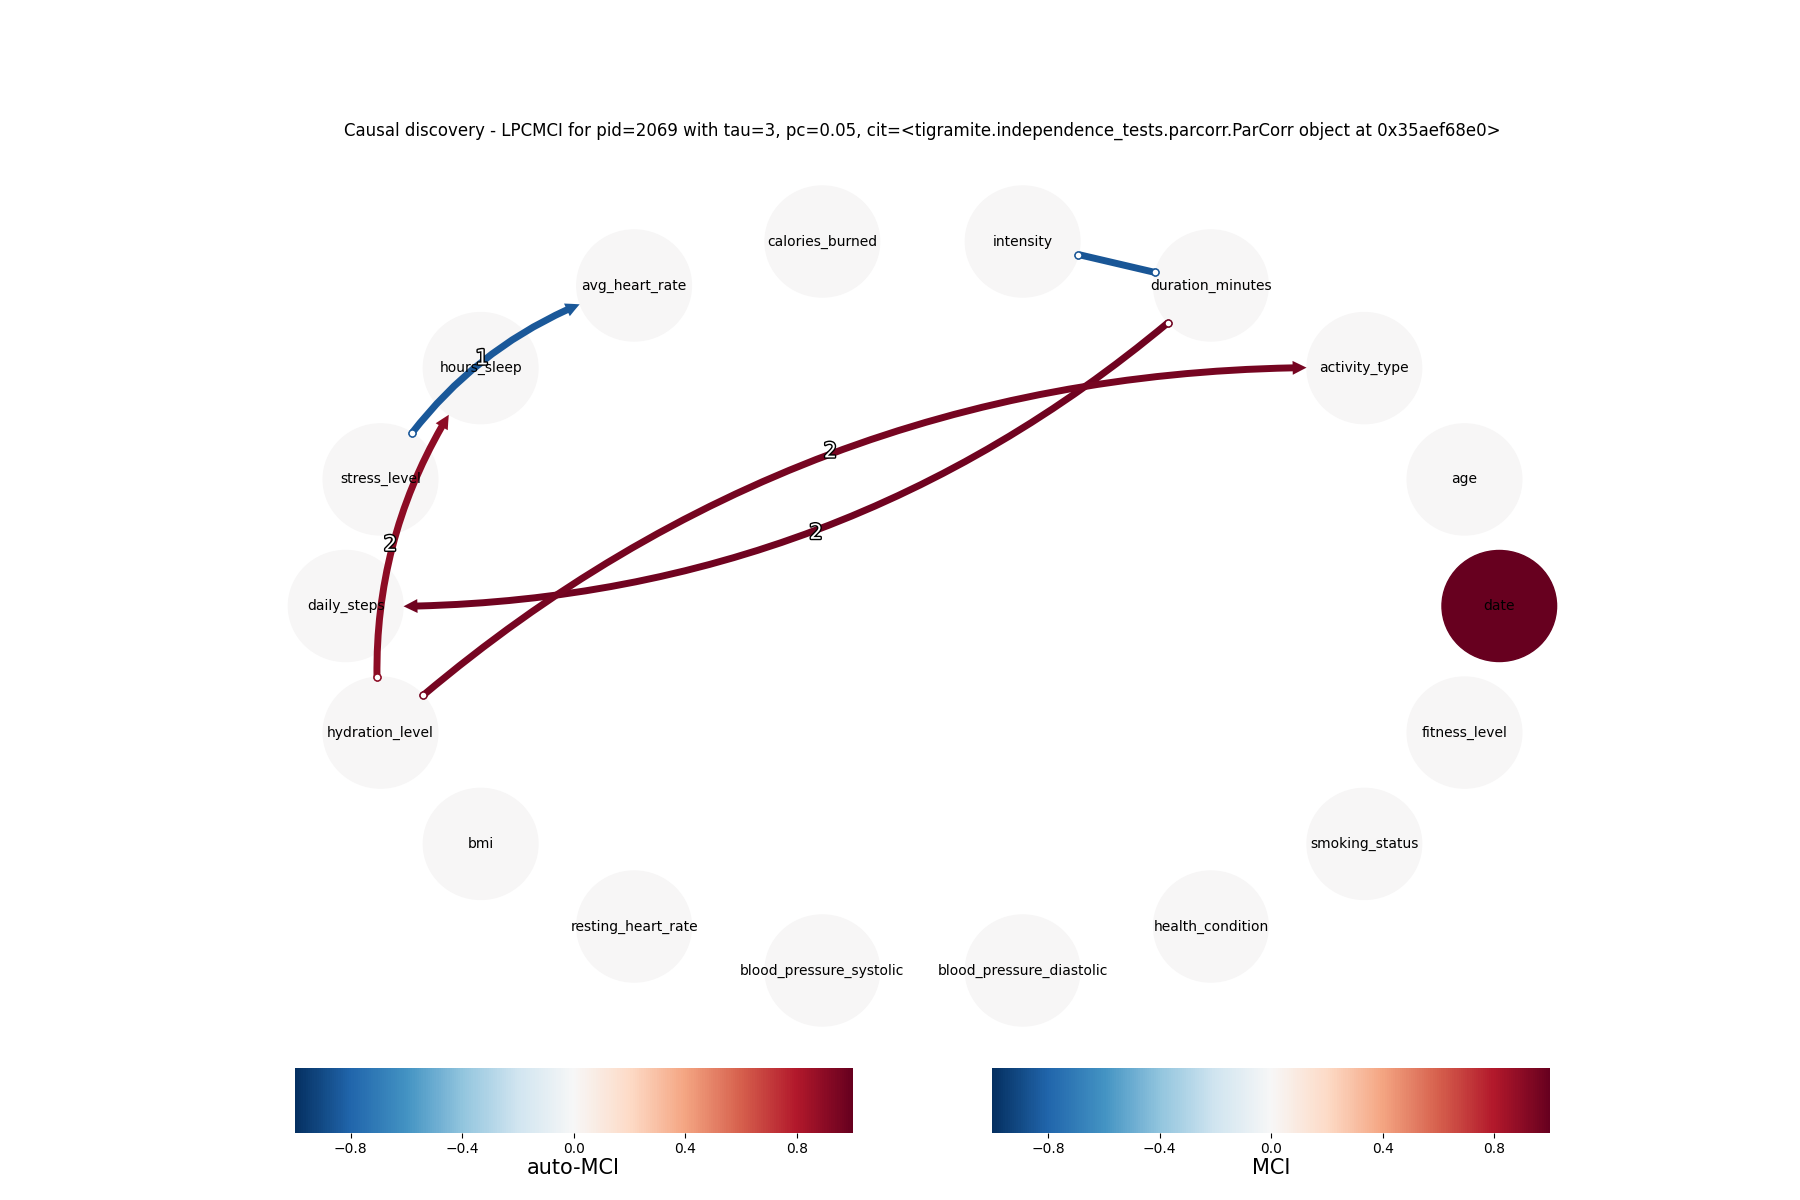 Causal discovery - LPCMCI for pid=2069 with tau=3, pc=0.05, cit=<tigramite.independence_tests.parcorr.ParCorr object at 0x35aef68e0>
calories_burned
intensity
avg_heart_rate
duration_minutes
1
hours_sleep
activity_type
2
stress_level
age
2
2
daily_steps
date
hydration_level
fitness_level
bmi
smoking_status
resting_heart_rate
health_condition
blood_pressure_systolic
blood_pressure_diastolic
−0.8 −0.4 0.0 0.4 0.8
auto-MCI
−0.8 −0.4 0.0 0.4 0.8
MCI